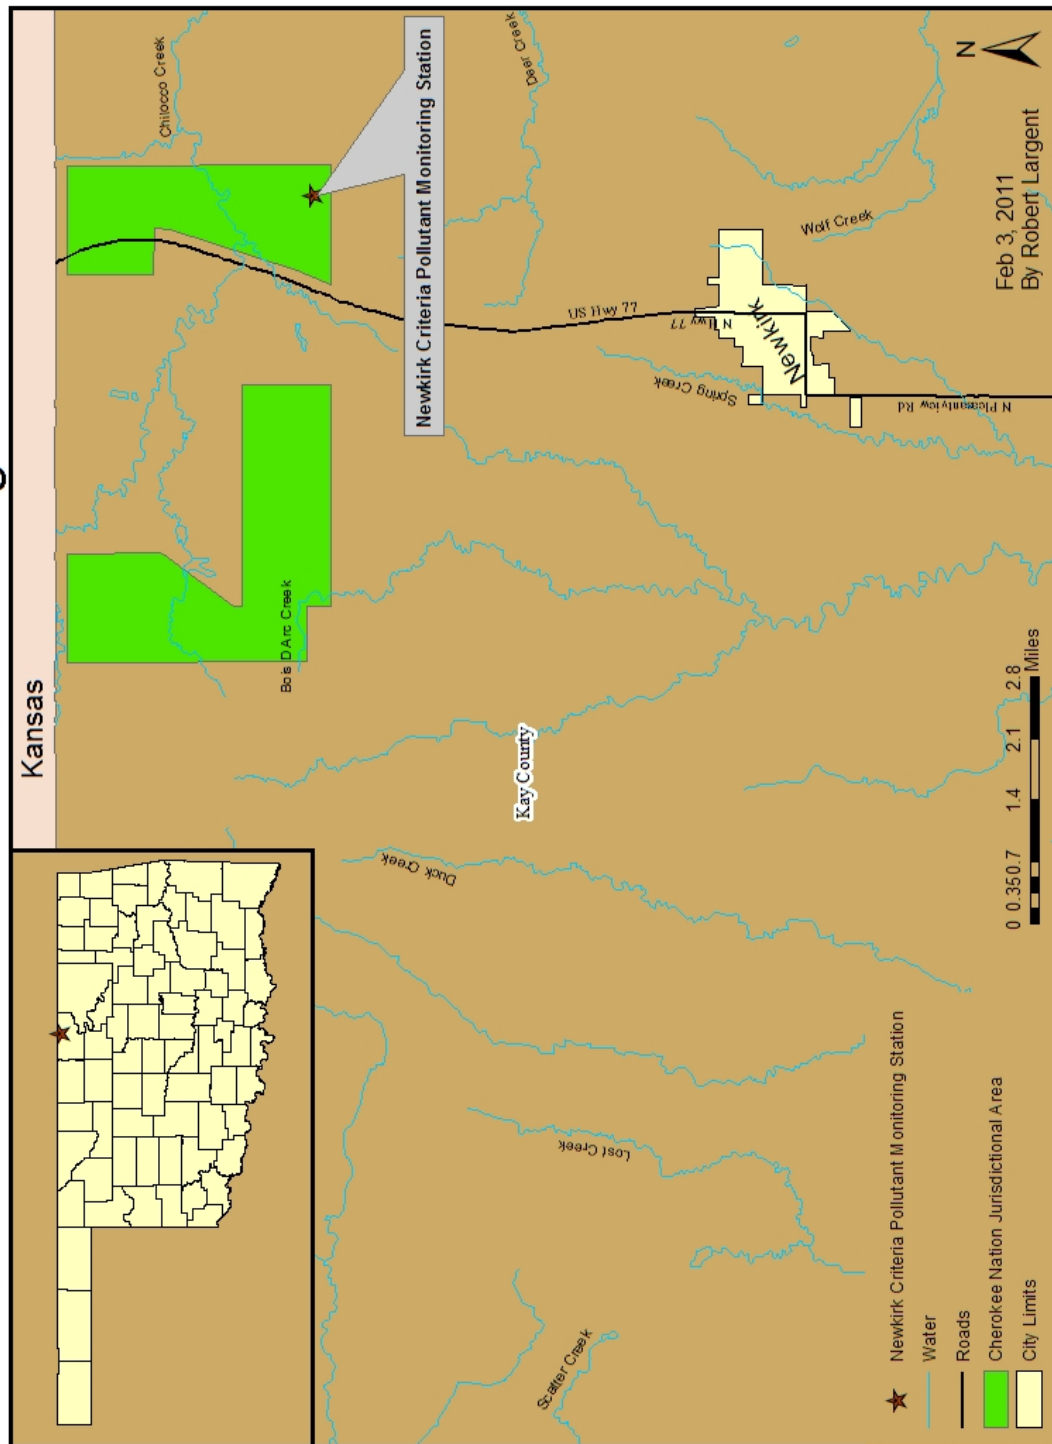 Kansas
Chilocco Creek
Newkirk Criteria Pollutant Monitoring Station
Deer Creek
Bois D Arc Creek
US Hwy 77
N Hwy 77
Newkirk
Spring Creek
Wolf Creek
N Pleasantview Rd
Kay County
Duck Creek
Lost Creek
Scatter Creek
N
Feb 3, 2011
By Robert Largent
0 0.35 0.7 1.4 2.1 2.8
Miles
Newkirk Criteria Pollutant Monitoring Station
Water
Roads
Cherokee Nation Jurisdictional Area
City Limits